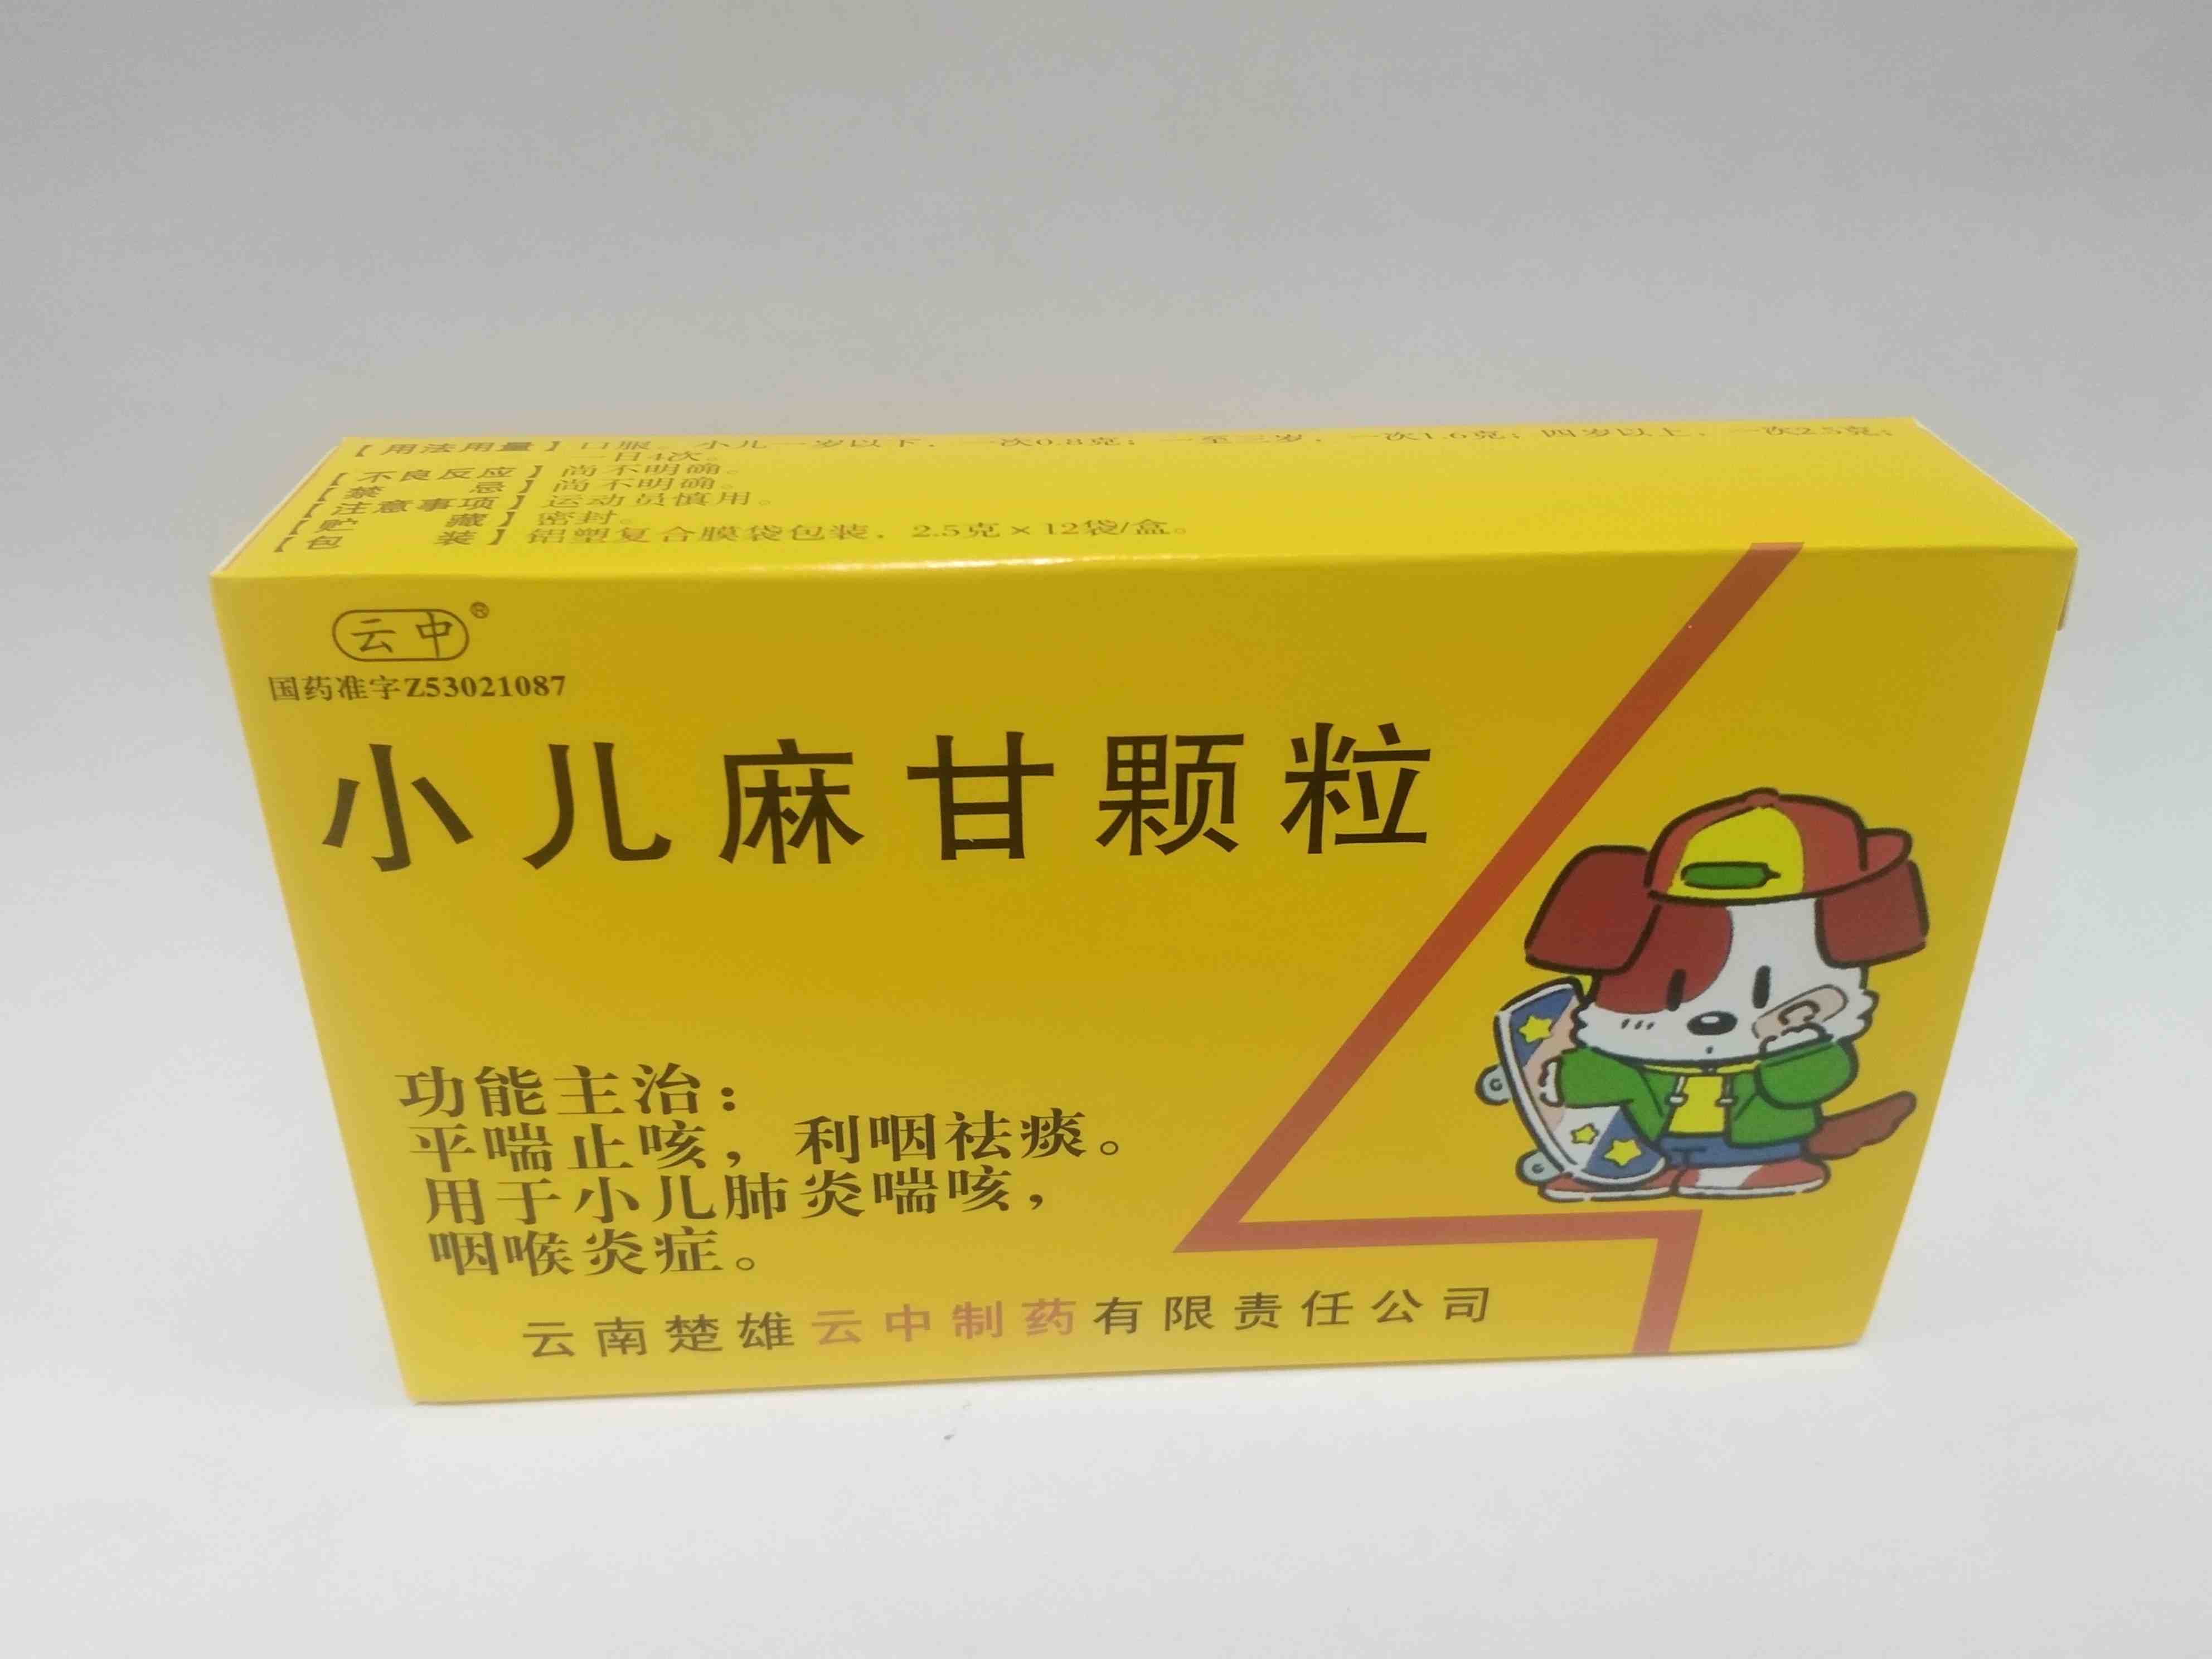 【用法用量】口服。小儿一岁以下，一次0.8克；一至三岁，一次1.6克；四岁以上，一次2.5克；
一日4次。
【不良反应】尚不明确。
【禁 忌】尚不明确。
【注意事项】运动员慎用。
【贮 藏】密封。
【包 装】铝塑复合膜袋包装，2.5克×12袋/盒。
云中®
国药准字Z53021087
小儿麻甘颗粒
功能主治：
平喘止咳，利咽祛痰。
用于小儿肺炎喘咳，
咽喉炎症。
云南楚雄云中制药有限责任公司